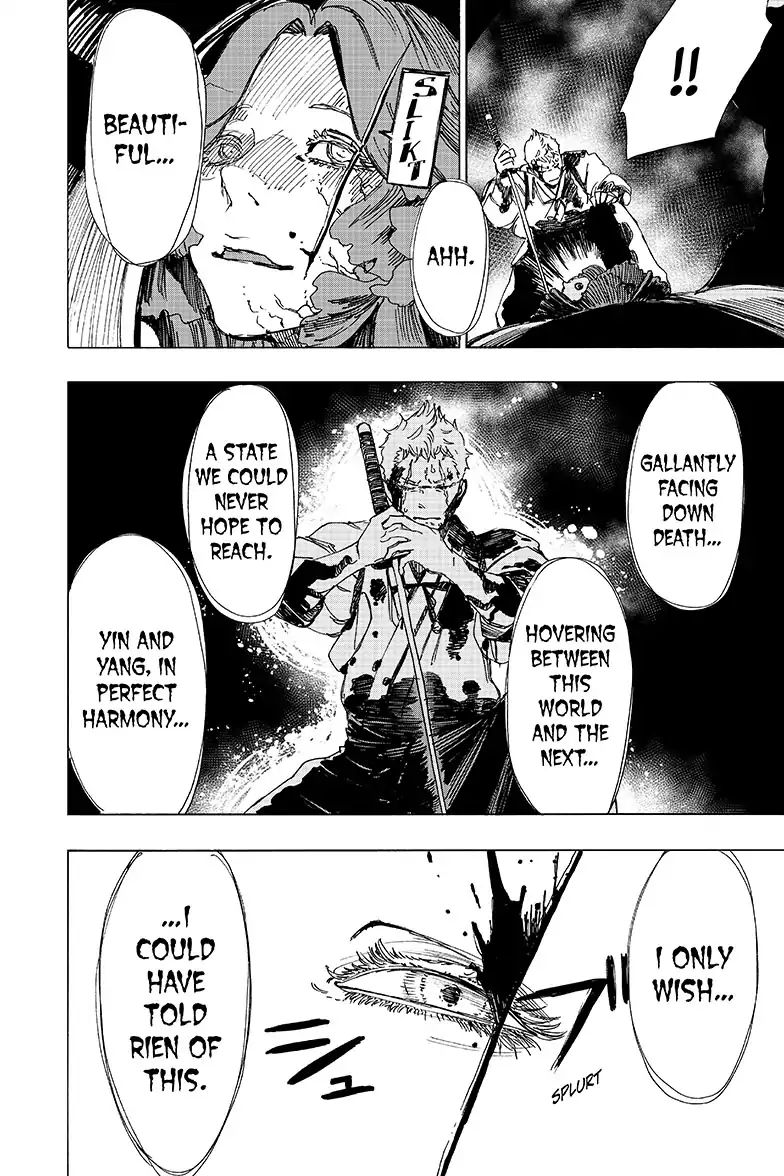 !!
AHH.
SLIKT
BEAUTI-
FUL...
GALLANTLY
FACING
DOWN
DEATH...
HOVERING
BETWEEN
THIS
WORLD
AND THE
NEXT...
A STATE
WE COULD
NEVER
HOPE TO
REACH.
YIN AND
YANG, IN
PERFECT
HARMONY...
I ONLY
WISH...
SPLURT
ュ
...I
COULD
HAVE
TOLD
RIEN OF
THIS.